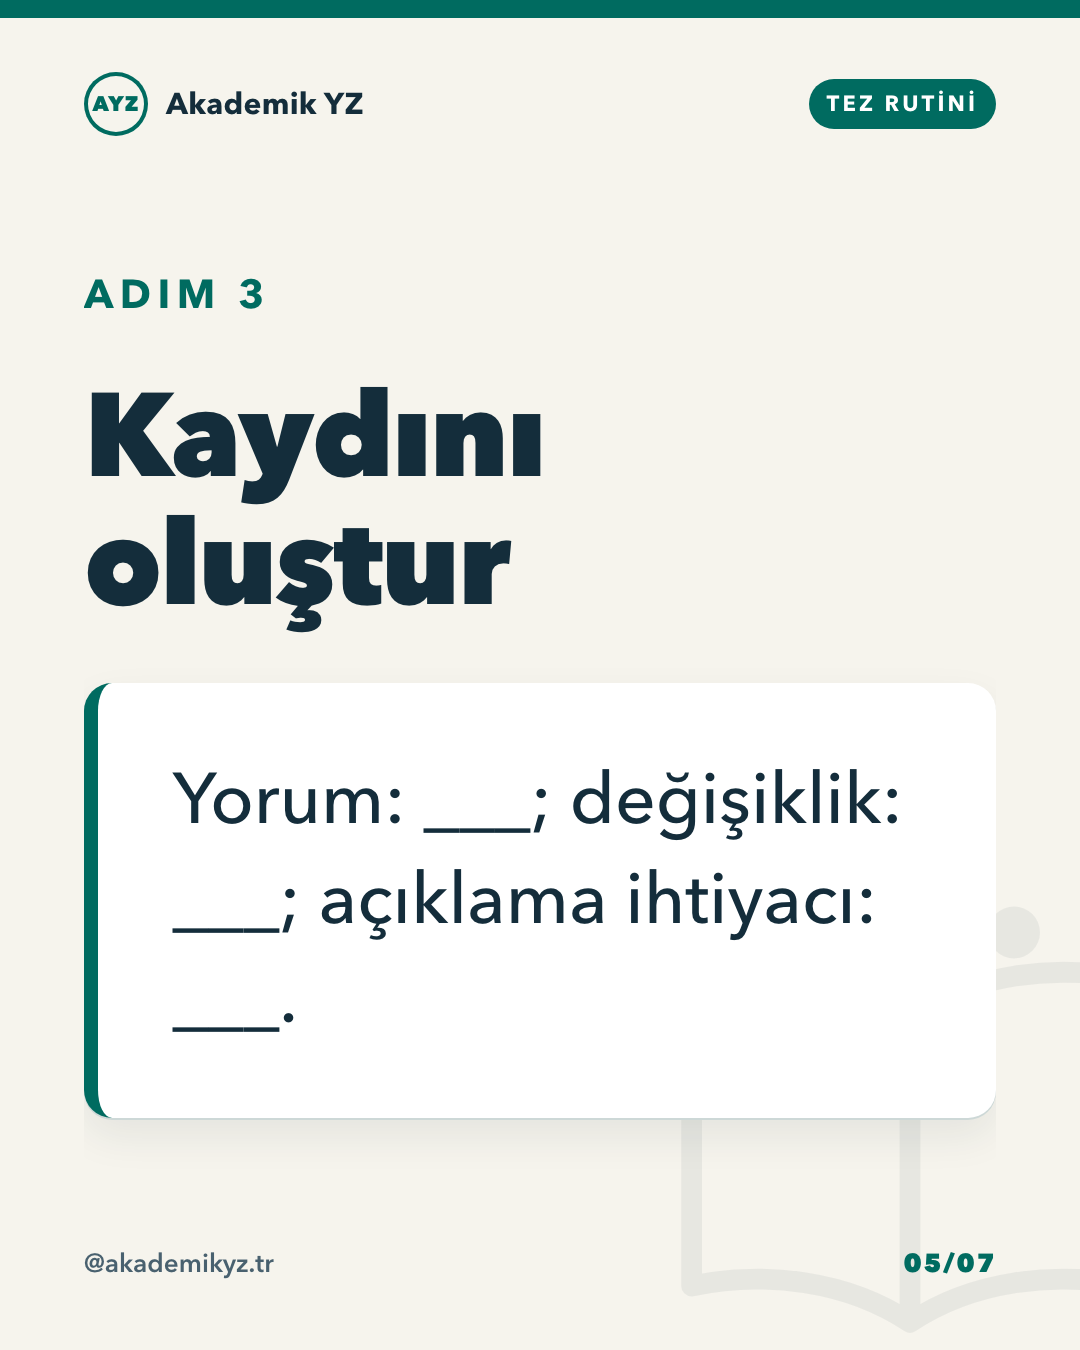 AYZ Akademik YZ
TEZ RUTİNİ
ADIM 3
Kaydını
oluştur
Yorum: ___; değişiklik:
___; açıklama ihtiyacı:
___.
@akademikyz.tr
05/07